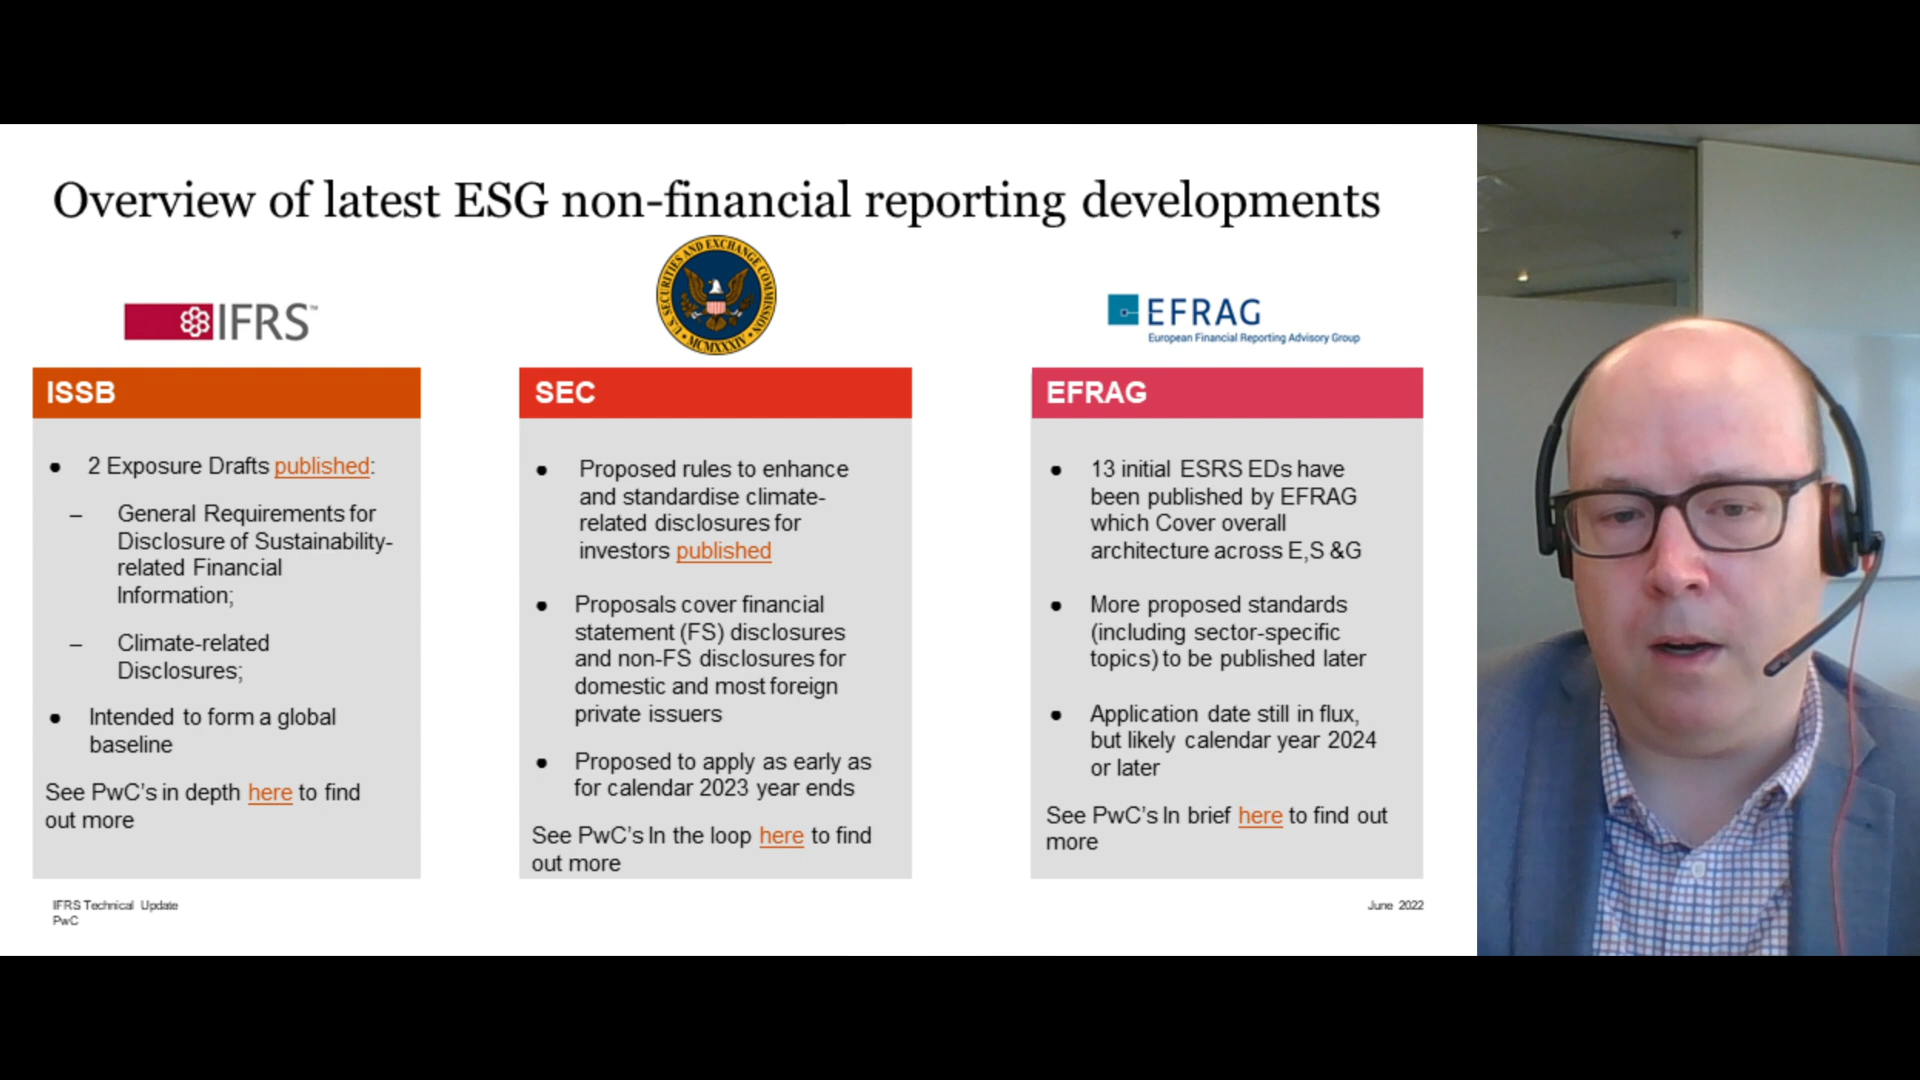 Overview of latest ESG non-financial reporting developments
IFRS™
U.S. SECURITIES AND EXCHANGE COMMISSION
MCMXXXIV
EFRAG
European Financial Reporting Advisory Group
ISSB
● 2 Exposure Drafts published:
– General Requirements for
Disclosure of Sustainability-
related Financial
Information;
– Climate-related
Disclosures;
● Intended to form a global
baseline
See PwC's in depth here to find
out more
SEC
● Proposed rules to enhance
and standardise climate-
related disclosures for
investors published
● Proposals cover financial
statement (FS) disclosures
and non-FS disclosures for
domestic and most foreign
private issuers
● Proposed to apply as early as
for calendar 2023 year ends
See PwC's In the loop here to find
out more
EFRAG
● 13 initial ESRS EDs have
been published by EFRAG
which Cover overall
architecture across E,S &G
● More proposed standards
(including sector-specific
topics) to be published later
● Application date still in flux,
but likely calendar year 2024
or later
See PwC's In brief here to find out
more
IFRS Technical Update
PwC
June 2022